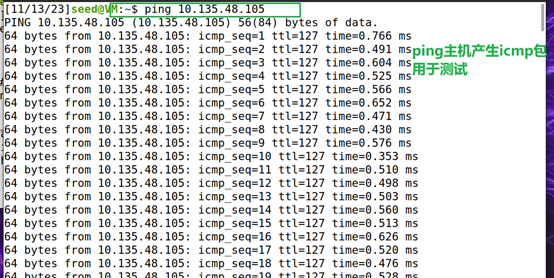 [11/13/23]seed@VM:~$ ping 10.135.48.105
PING 10.135.48.105 (10.135.48.105) 56(84) bytes of data.
64 bytes from 10.135.48.105: icmp_seq=1 ttl=127 time=0.766 ms
64 bytes from 10.135.48.105: icmp_seq=2 ttl=127 time=0.491 ms
64 bytes from 10.135.48.105: icmp_seq=3 ttl=127 time=0.604 ms
64 bytes from 10.135.48.105: icmp_seq=4 ttl=127 time=0.525 ms
64 bytes from 10.135.48.105: icmp_seq=5 ttl=127 time=0.566 ms
64 bytes from 10.135.48.105: icmp_seq=6 ttl=127 time=0.652 ms
64 bytes from 10.135.48.105: icmp_seq=7 ttl=127 time=0.471 ms
64 bytes from 10.135.48.105: icmp_seq=8 ttl=127 time=0.430 ms
64 bytes from 10.135.48.105: icmp_seq=9 ttl=127 time=0.576 ms
64 bytes from 10.135.48.105: icmp_seq=10 ttl=127 time=0.353 ms
64 bytes from 10.135.48.105: icmp_seq=11 ttl=127 time=0.510 ms
64 bytes from 10.135.48.105: icmp_seq=12 ttl=127 time=0.498 ms
64 bytes from 10.135.48.105: icmp_seq=13 ttl=127 time=0.503 ms
64 bytes from 10.135.48.105: icmp_seq=14 ttl=127 time=0.560 ms
64 bytes from 10.135.48.105: icmp_seq=15 ttl=127 time=0.513 ms
64 bytes from 10.135.48.105: icmp_seq=16 ttl=127 time=0.626 ms
64 bytes from 10.135.48.105: icmp_seq=17 ttl=127 time=0.520 ms
64 bytes from 10.135.48.105: icmp_seq=18 ttl=127 time=0.476 ms
64 bytes from 10.135.48.105: icmp_seq=19 ttl=127 time=0.528 ms
ping主机产生icmp包
用于测试